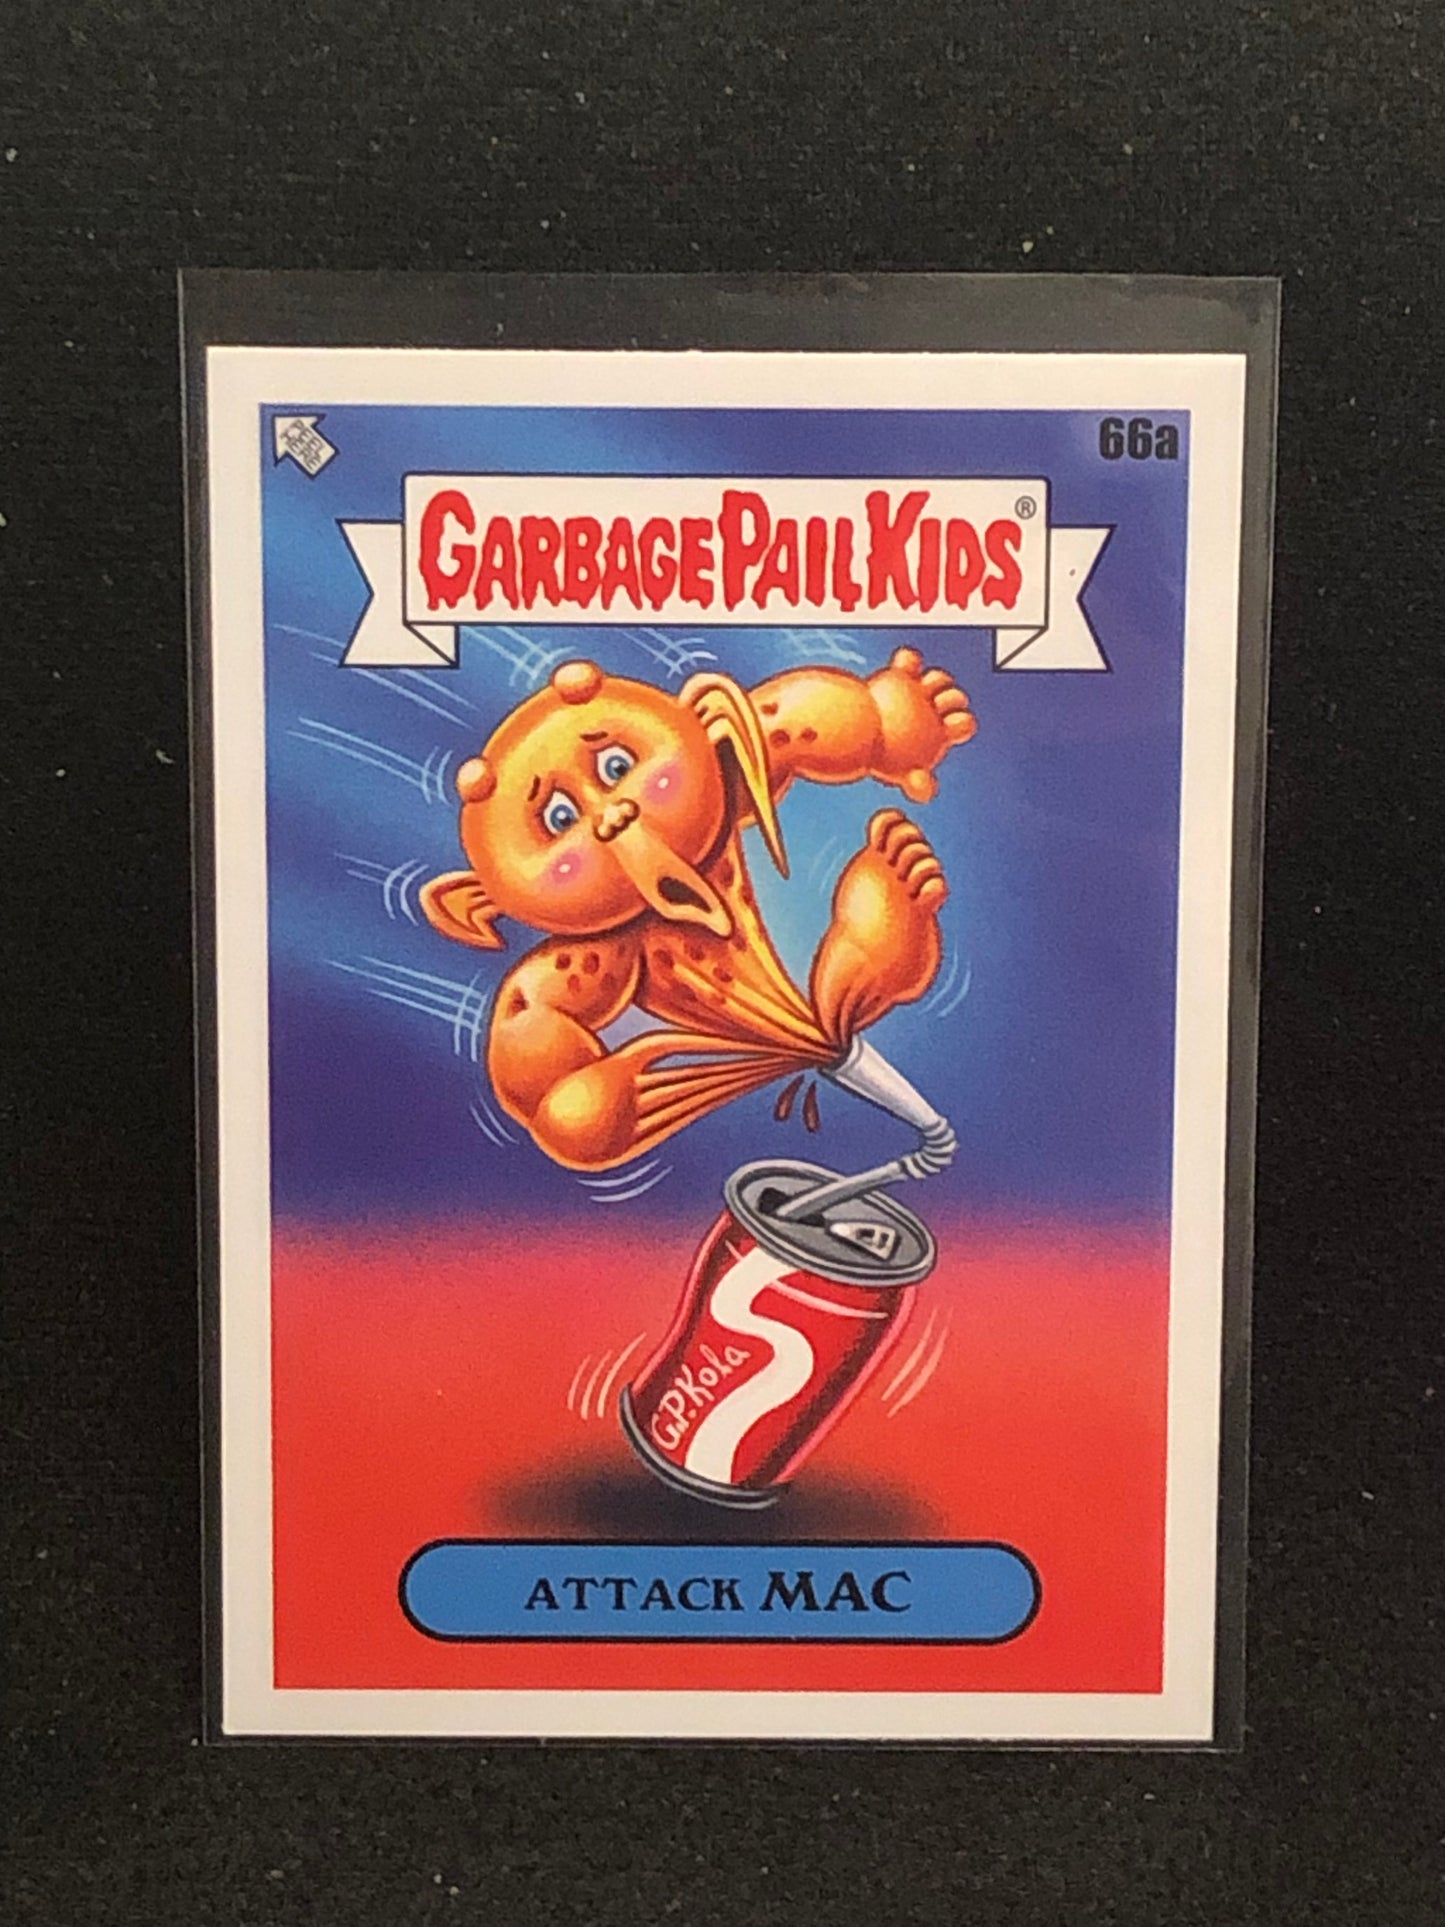 66a
GARBAGE PAIL KIDS®
G.P. Kola
ATTACK MAC